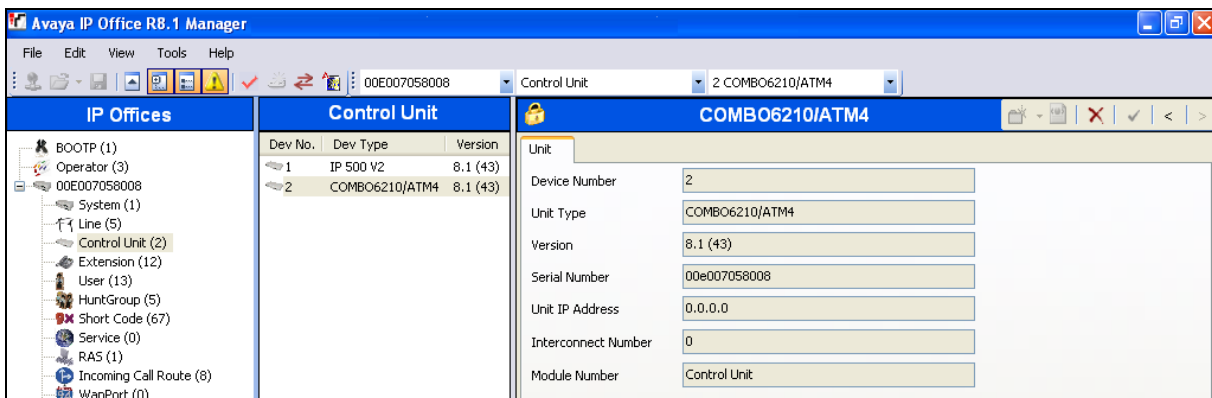 Avaya IP Office R8.1 Manager
File Edit View Tools Help
00E007058008 Control Unit 2 COMBO6210/ATM4
IP Offices
BOOTP (1)
Operator (3)
00E007058008
System (1)
Line (5)
Control Unit (2)
Extension (12)
User (13)
HuntGroup (5)
Short Code (67)
Service (0)
RAS (1)
Incoming Call Route (8)
WanPort (0)
Control Unit
Dev No. Dev Type Version
1 IP 500 V2 8.1 (43)
2 COMBO6210/ATM4 8.1 (43)
COMBO6210/ATM4
Unit
Device Number 2
Unit Type COMBO6210/ATM4
Version 8.1 (43)
Serial Number 00e007058008
Unit IP Address 0.0.0.0
Interconnect Number 0
Module Number Control Unit